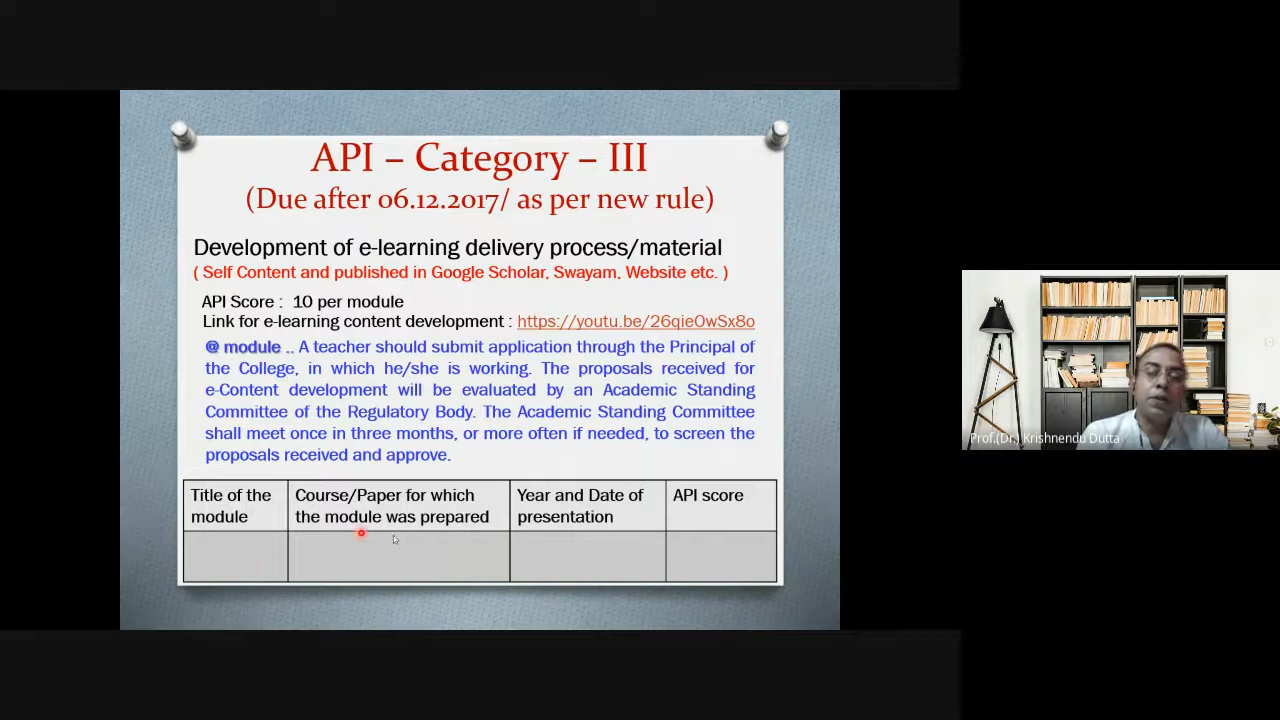 API – Category – III
(Due after 06.12.2017/ as per new rule)
Development of e-learning delivery process/material
( Self Content and published in Google Scholar, Swayam, Website etc. )
API Score : 10 per module
Link for e-learning content development : https://youtu.be/26qieOwSx8o
@ module .. A teacher should submit application through the Principal of
the College, in which he/she is working. The proposals received for
e-Content development will be evaluated by an Academic Standing
Committee of the Regulatory Body. The Academic Standing Committee
shall meet once in three months, or more often if needed, to screen the
proposals received and approve.
Title of the module
Course/Paper for which the module was prepared
Year and Date of presentation
API score
Prof.(Dr.) Krishnendu Dutta